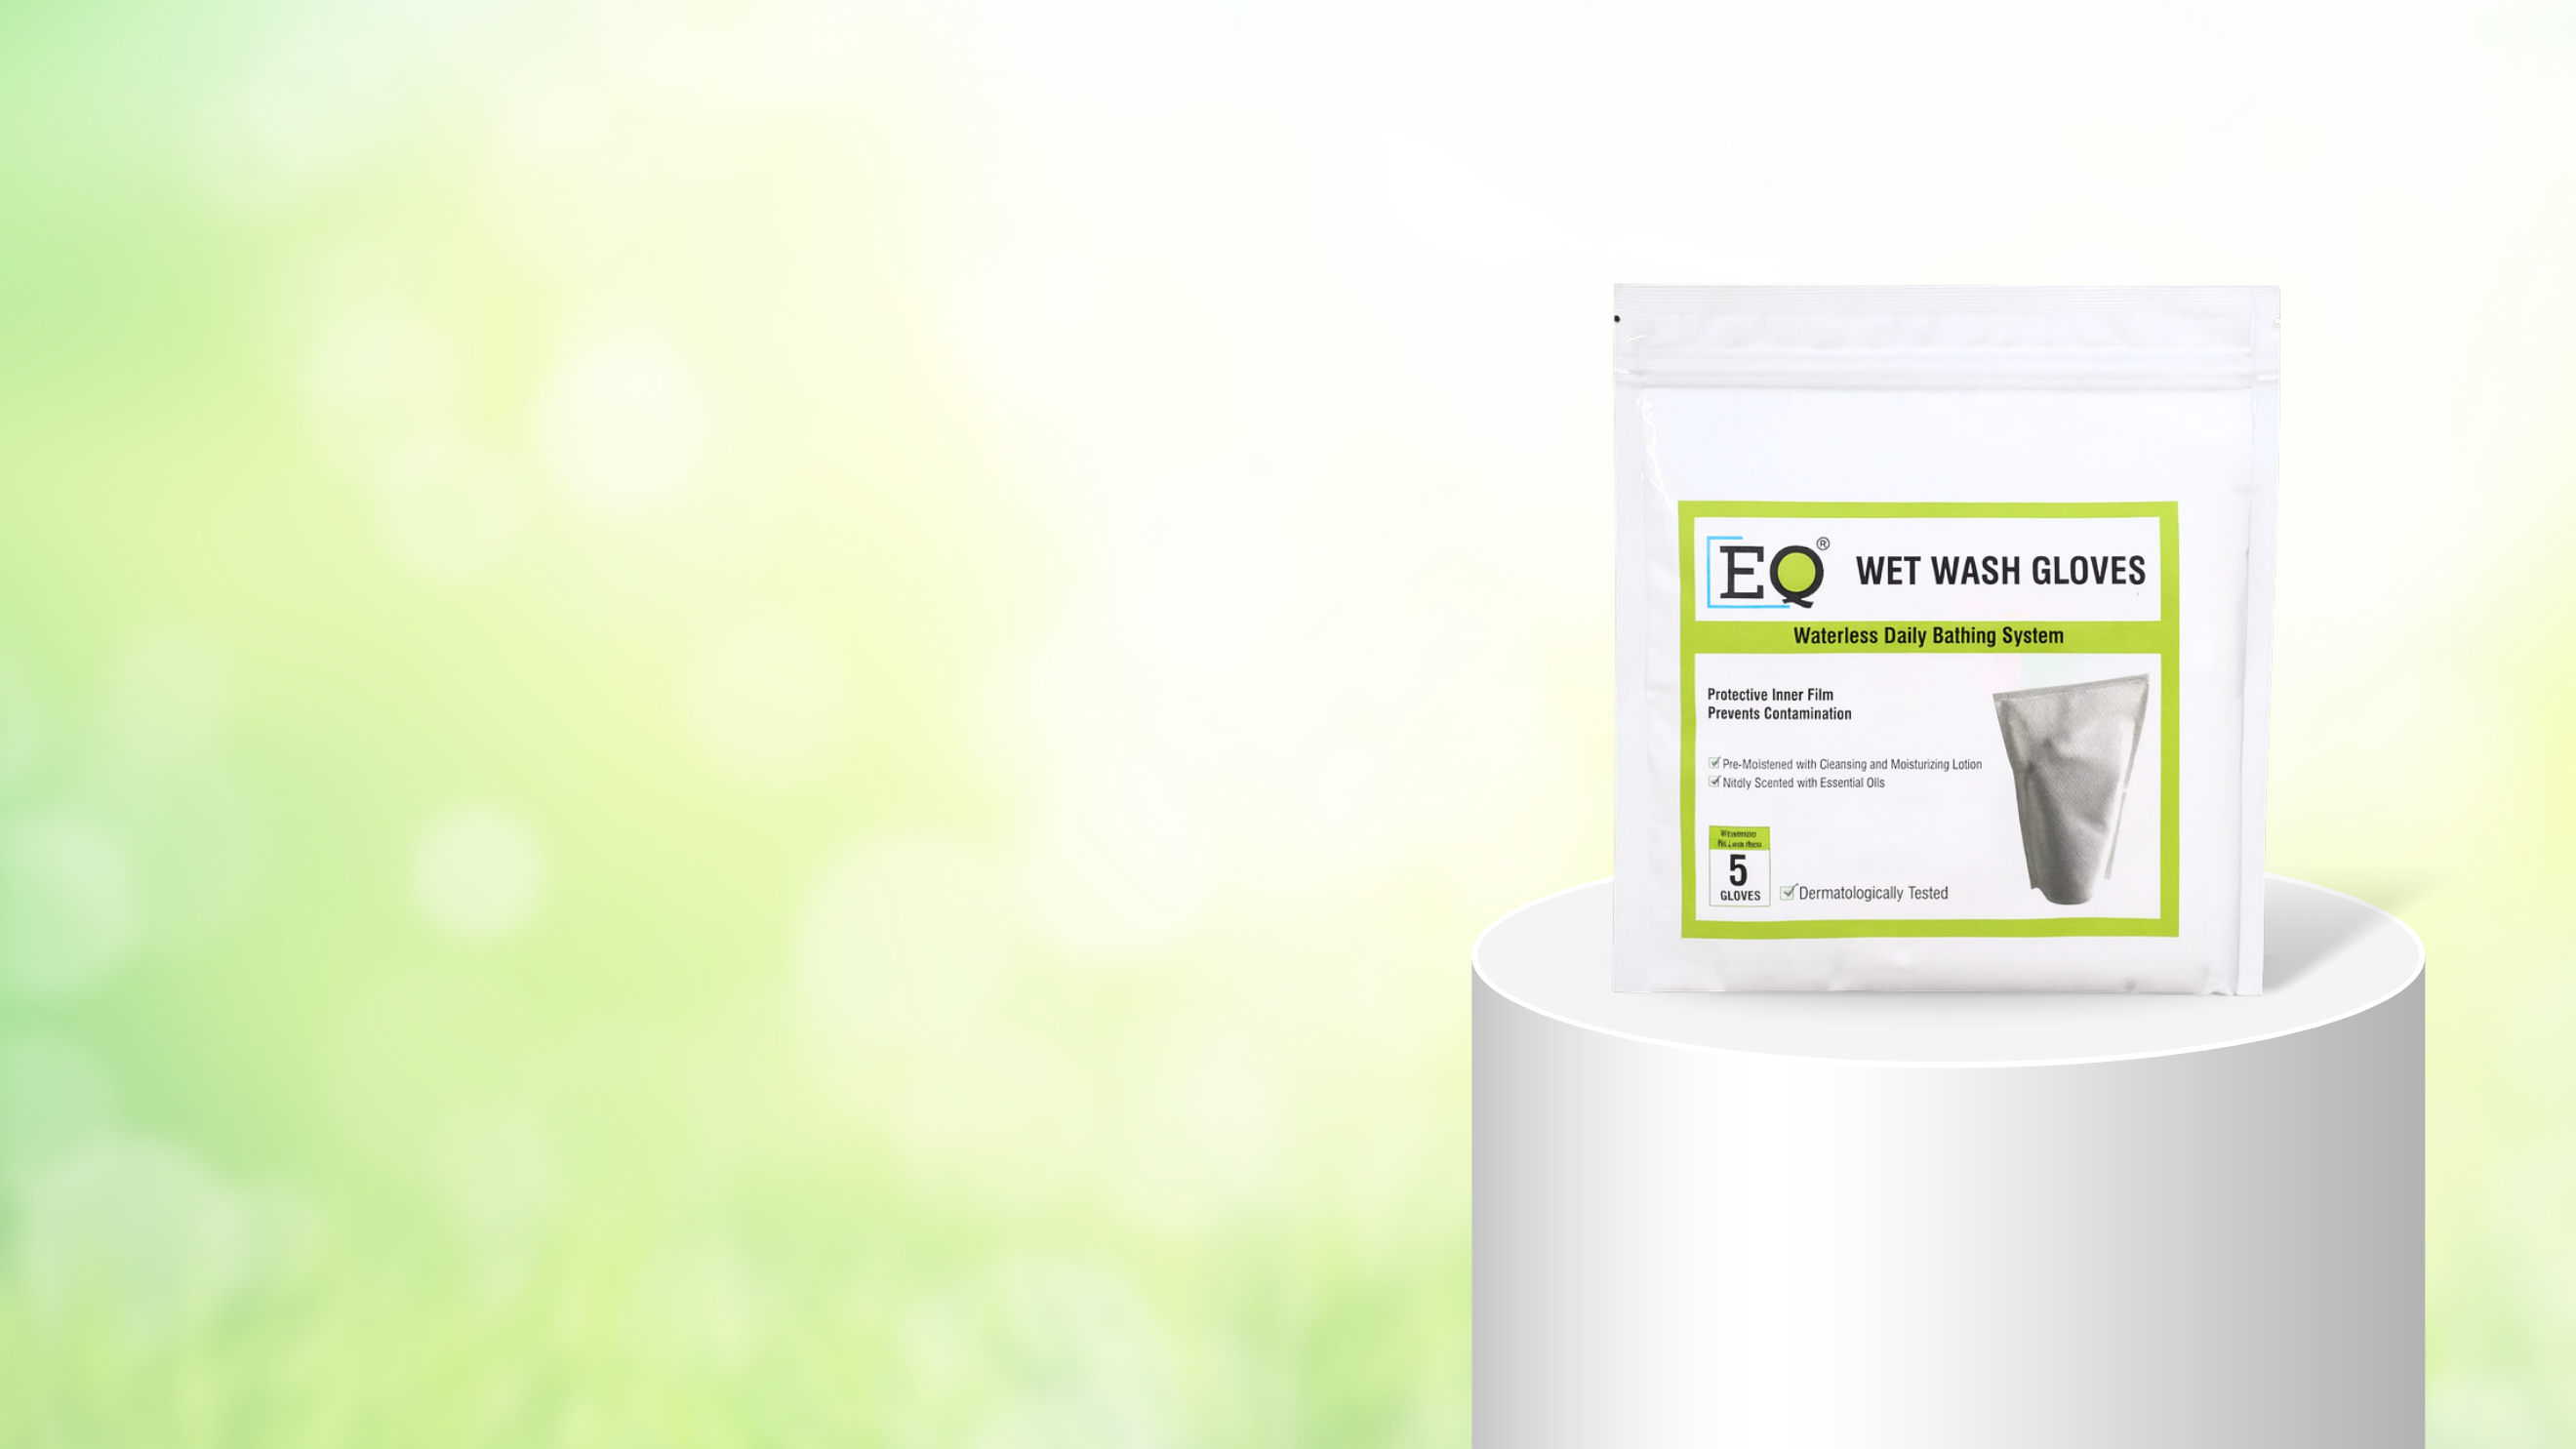 EQ® WET WASH GLOVES
Waterless Daily Bathing System
Protective Inner Film
Prevents Contamination
Pre-Moistened with Cleansing and Moisturizing Lotion
Nitdly Scented with Essential Oils
5
GLOVES
Dermatologically Tested